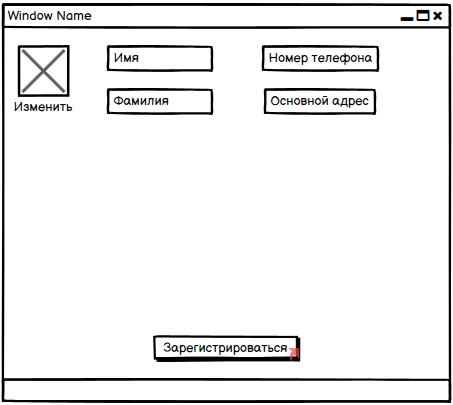 Window Name
Имя
Номер телефона
Изменить
Фамилия
Основной адрес
Зарегистрироваться